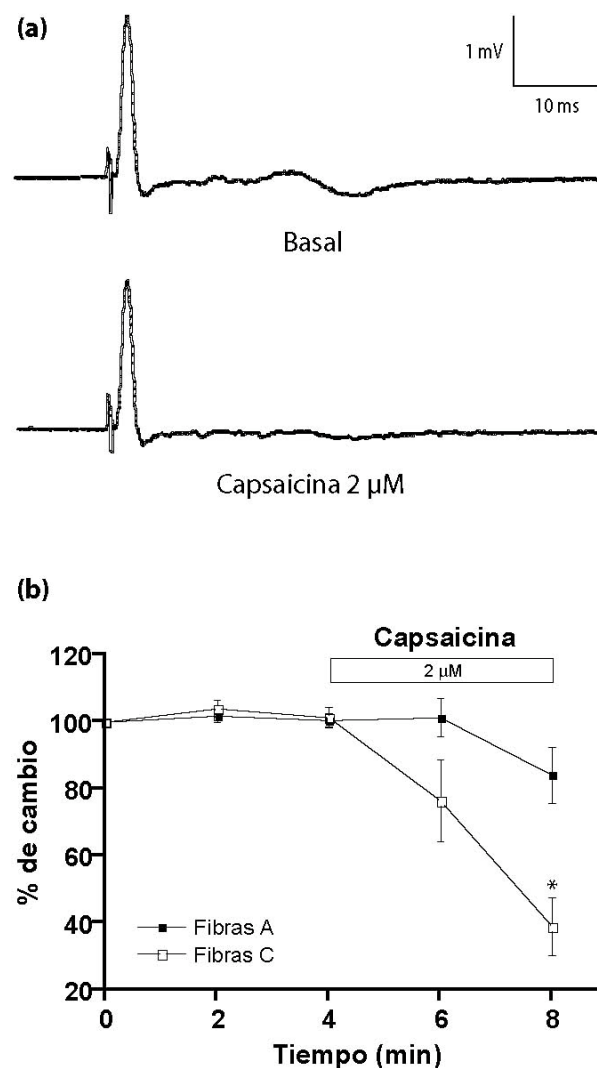 (a)
1 mV
10 ms
Basal
Capsaicina 2 µM
(b)
Capsaicina
2 µM
120
100
80
60
40
20
% de cambio
*
Fibras A
Fibras C
0 2 4 6 8
Tiempo (min)